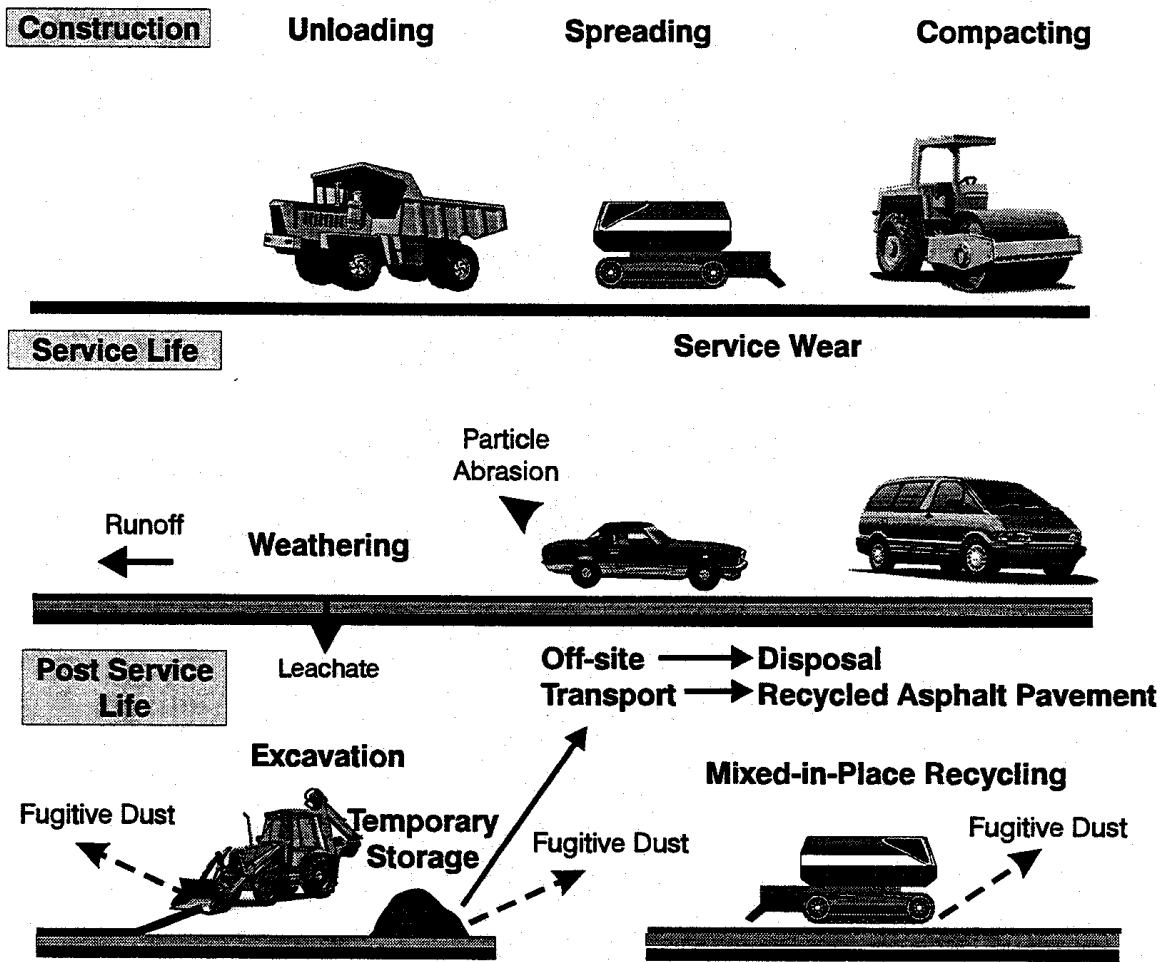 Construction
Unloading
Spreading
Compacting
Service Life
Service Wear
Particle
Abrasion
Runoff
Weathering
Leachate
Post Service
Life
Off-site
Disposal
Transport
Recycled Asphalt Pavement
Excavation
Mixed-in-Place Recycling
Fugitive Dust
Temporary
Storage
Fugitive Dust
Fugitive Dust